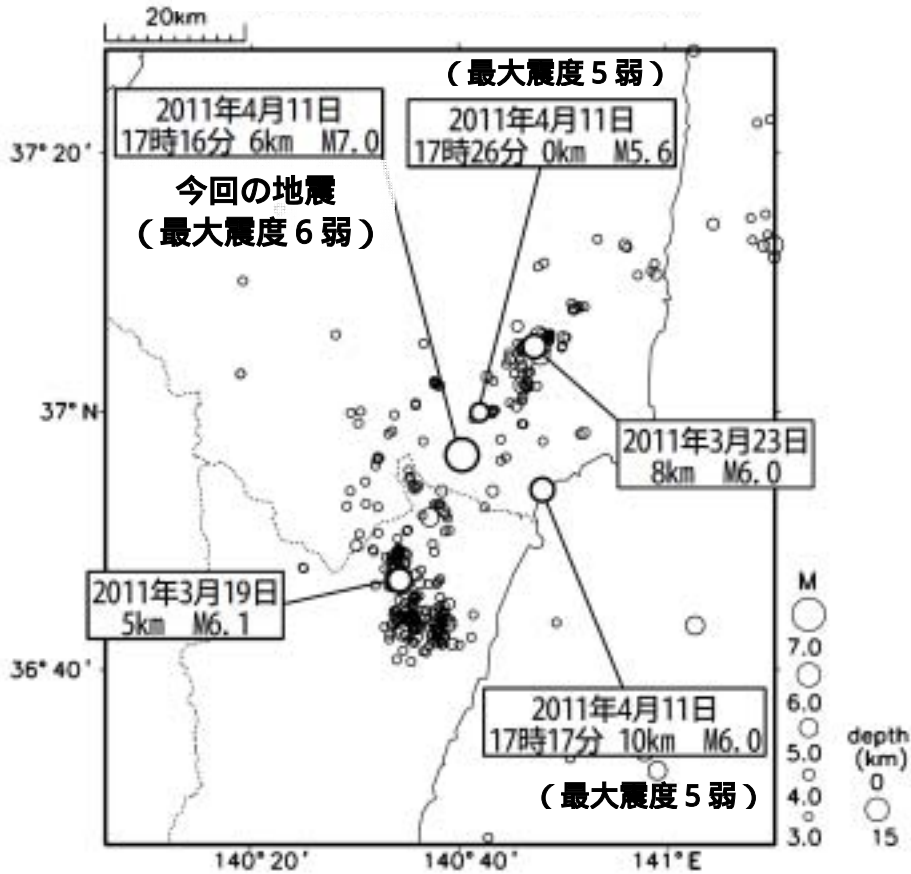 20km
（最大震度５弱）
2011年4月11日
17時16分 6km M7.0
2011年4月11日
17時26分 0km M5.6
37°20'
今回の地震
（最大震度６弱）
37°N
2011年3月23日
8km M6.0
2011年3月19日
5km M6.1
36°40'
2011年4月11日
17時17分 10km M6.0
（最大震度５弱）
M
7.0
6.0
5.0
4.0
3.0
depth
(km)
0
15
140°20'
140°40'
141°E